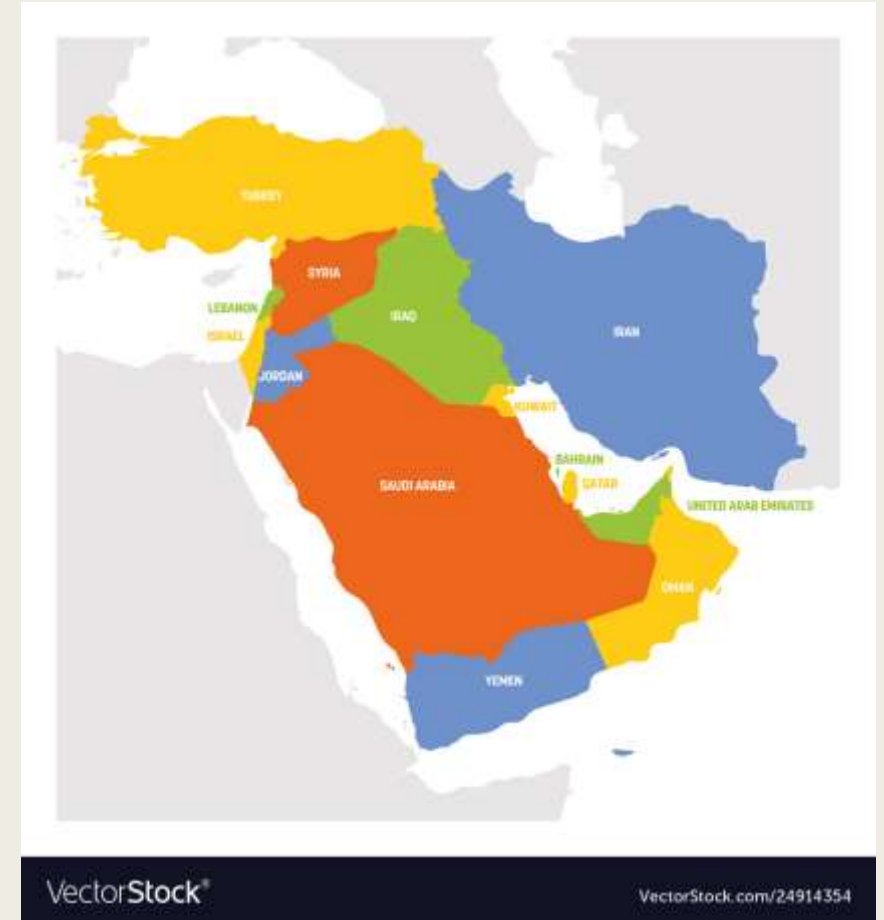 TURKEY
SYRIA
LEBANON
IRAQ
IRAN
ISRAEL
JORDAN
KUWAIT
BAHRAIN
SAUDI ARABIA
QATAR
UNITED ARAB EMIRATES
OMAN
YEMEN
VectorStock®
VectorStock.com/24914354